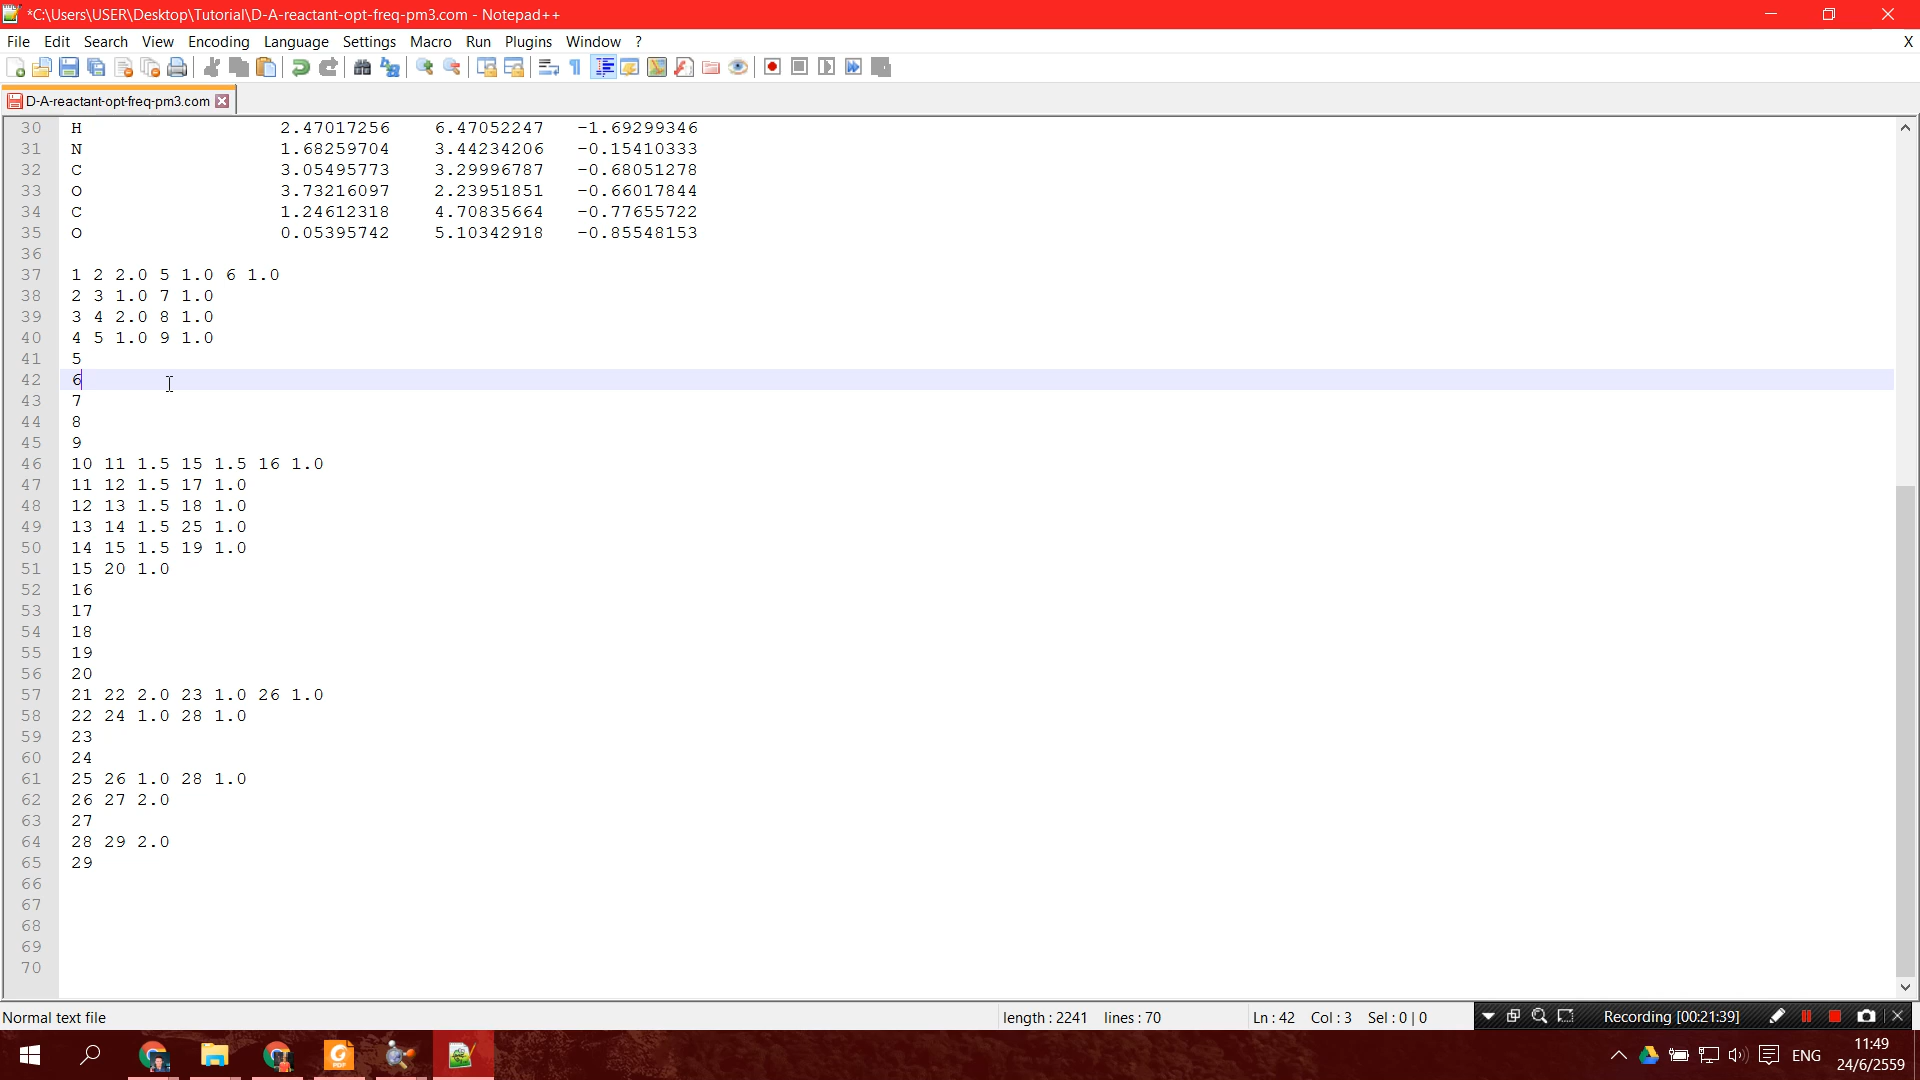 *C:\Users\USER\Desktop\Tutorial\D-A-reactant-opt-freq-pm3.com - Notepad++
File Edit Search View Encoding Language Settings Macro Run Plugins Window ? X
D-A-reactant-opt-freq-pm3.com
30 H 2.47017256 6.47052247 -1.69299346
31 N 1.68259704 3.44234206 -0.15410333
32 C 3.05495773 3.29996787 -0.68051278
33 O 3.73216097 2.23951851 -0.66017844
34 C 1.24612318 4.70835664 -0.77655722
35 O 0.05395742 5.10342918 -0.85548153
36
37 1 2 2.0 5 1.0 6 1.0
38 2 3 1.0 7 1.0
39 3 4 2.0 8 1.0
40 4 5 1.0 9 1.0
41 5
42 6
43 7
44 8
45 9
46 10 11 1.5 15 1.5 16 1.0
47 11 12 1.5 17 1.0
48 12 13 1.5 18 1.0
49 13 14 1.5 25 1.0
50 14 15 1.5 19 1.0
51 15 20 1.0
52 16
53 17
54 18
55 19
56 20
57 21 22 2.0 23 1.0 26 1.0
58 22 24 1.0 28 1.0
59 23
60 24
61 25 26 1.0 28 1.0
62 26 27 2.0
63 27
64 28 29 2.0
65 29
66
67
68
69
70
Normal text file length : 2241 lines : 70 Ln : 42 Col : 3 Sel : 0 | 0 Recording [00:21:39]
PDF ENG 11:49
24/6/2559